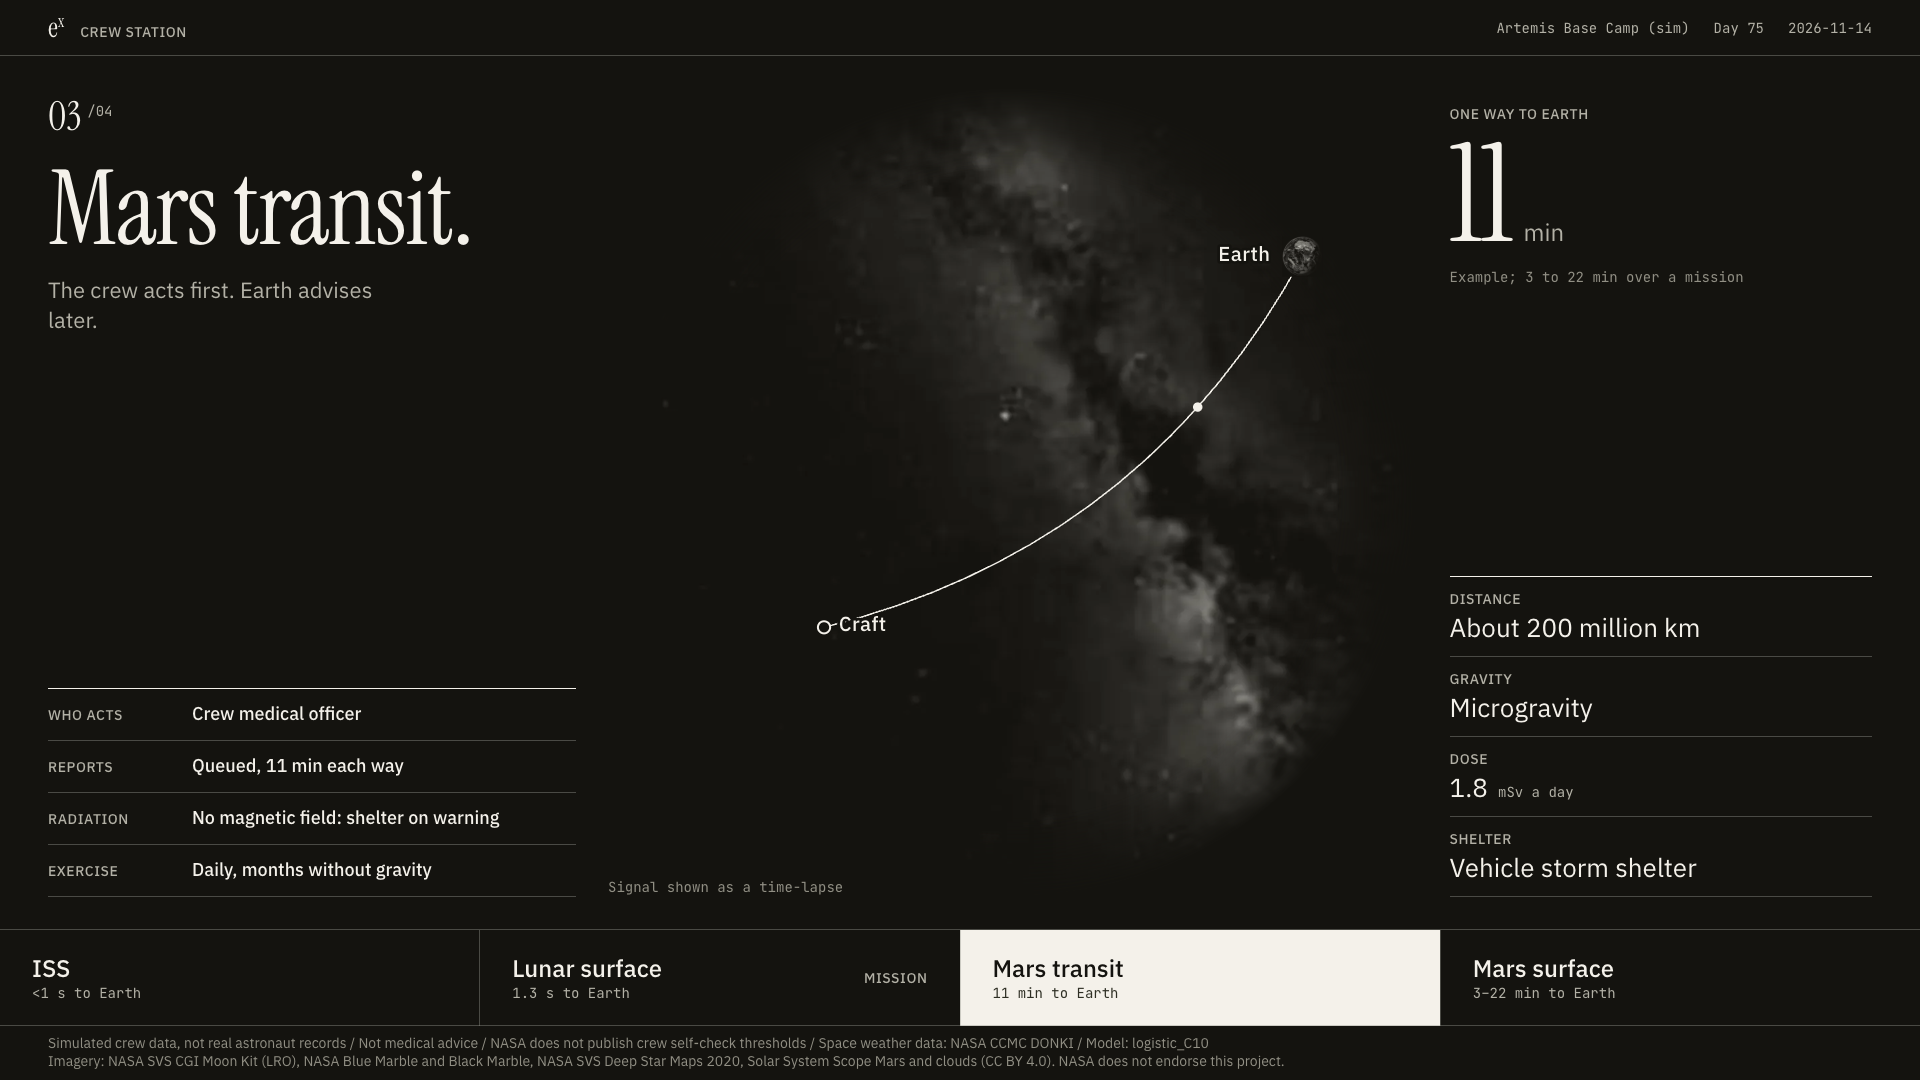 eˣ CREW STATION
Artemis Base Camp (sim) Day 75 2026-11-14
03 /04
Mars transit.
The crew acts first. Earth advises
later.
WHO ACTS Crew medical officer
REPORTS Queued, 11 min each way
RADIATION No magnetic field: shelter on warning
EXERCISE Daily, months without gravity
Earth
Craft
Signal shown as a time-lapse
ONE WAY TO EARTH
11 min
Example; 3 to 22 min over a mission
DISTANCE
About 200 million km
GRAVITY
Microgravity
DOSE
1.8 mSv a day
SHELTER
Vehicle storm shelter
ISS
<1 s to Earth
Lunar surface
1.3 s to Earth
MISSION
Mars transit
11 min to Earth
Mars surface
3–22 min to Earth
Simulated crew data, not real astronaut records / Not medical advice / NASA does not publish crew self-check thresholds / Space weather data: NASA CCMC DONKI / Model: logistic_C10
Imagery: NASA SVS CGI Moon Kit (LRO), NASA Blue Marble and Black Marble, NASA SVS Deep Star Maps 2020, Solar System Scope Mars and clouds (CC BY 4.0). NASA does not endorse this project.